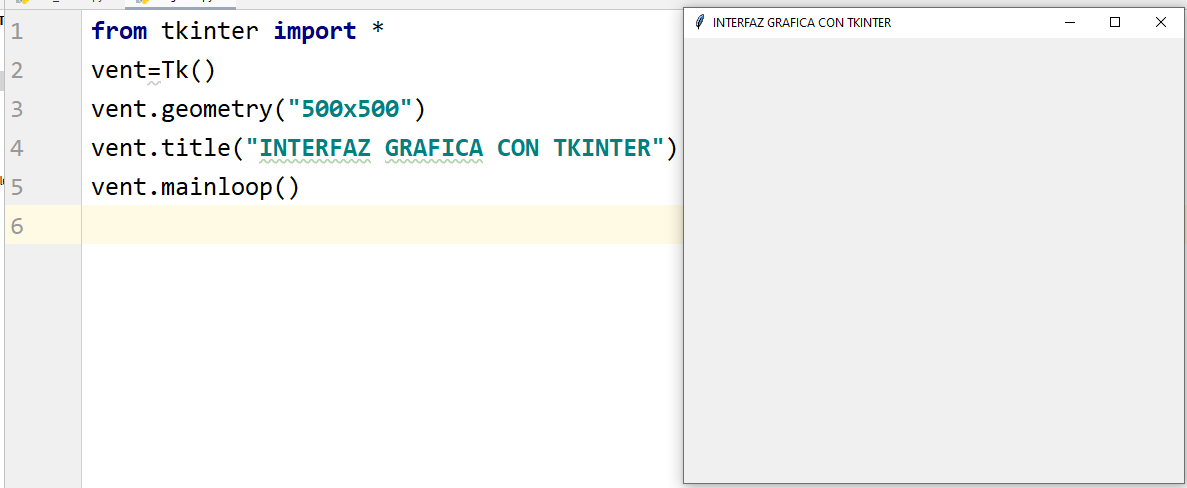 1 from tkinter import *
2 vent=Tk()
3 vent.geometry("500x500")
4 vent.title("INTERFAZ GRAFICA CON TKINTER")
5 vent.mainloop()
6
INTERFAZ GRAFICA CON TKINTER